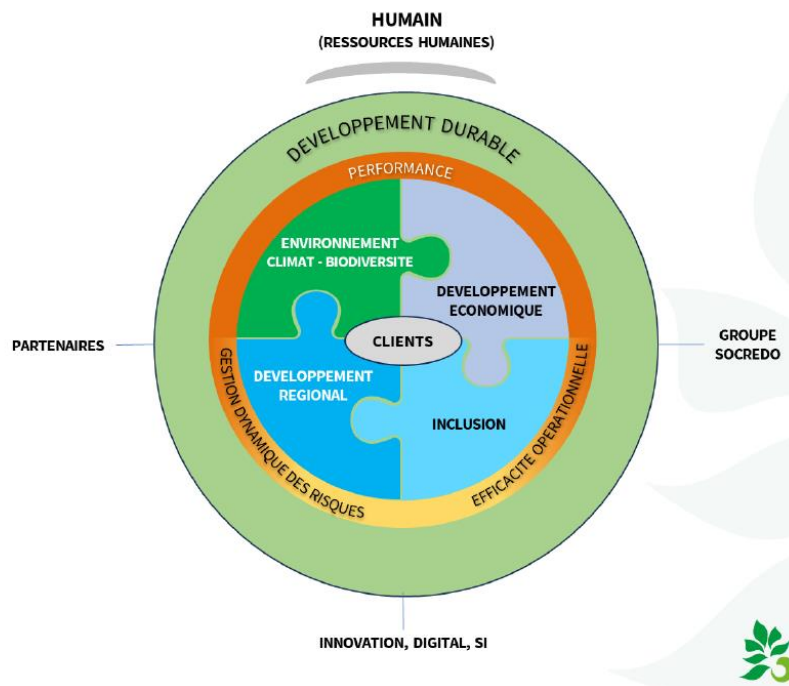 HUMAIN
(RESSOURCES HUMAINES)
DEVELOPPEMENT DURABLE
PERFORMANCE
ENVIRONNEMENT
CLIMAT - BIODIVERSITE
DEVELOPPEMENT
ECONOMIQUE
PARTENAIRES
CLIENTS
GROUPE
SOCREDO
DEVELOPPEMENT
REGIONAL
INCLUSION
GESTION DYNAMIQUE DES RISQUES
EFFICACITE OPERATIONNELLE
INNOVATION, DIGITAL, SI